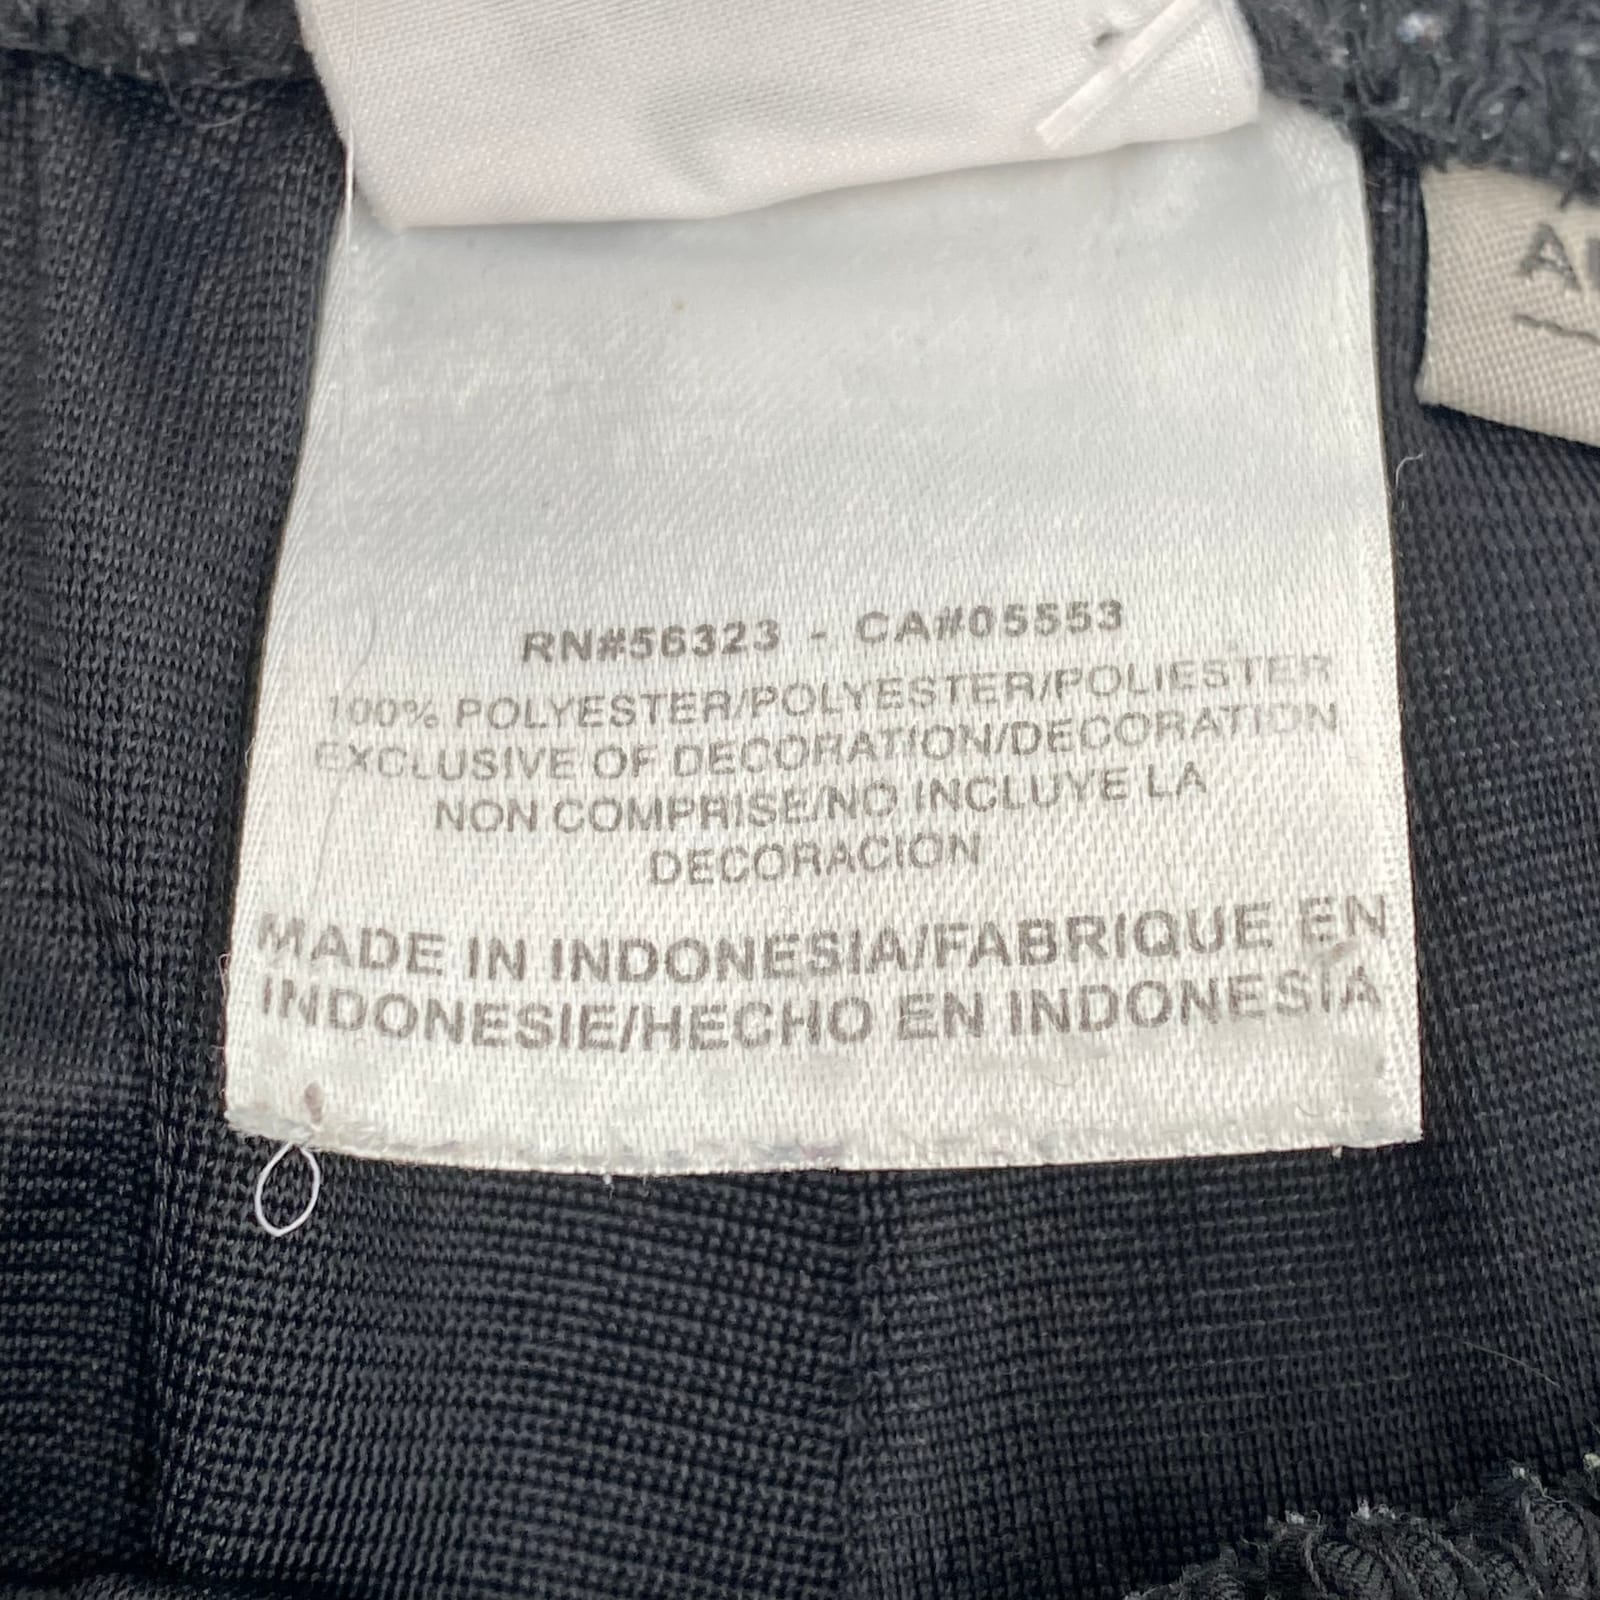 RN#56323 - CA#05553
100% POLYESTER/POLYESTER/POLIESTER
EXCLUSIVE OF DECORATION/DECORATION
NON COMPRISE/NO INCLUYE LA
DECORACION
MADE IN INDONESIA/FABRIQUE EN
INDONESIE/HECHO EN INDONESIA